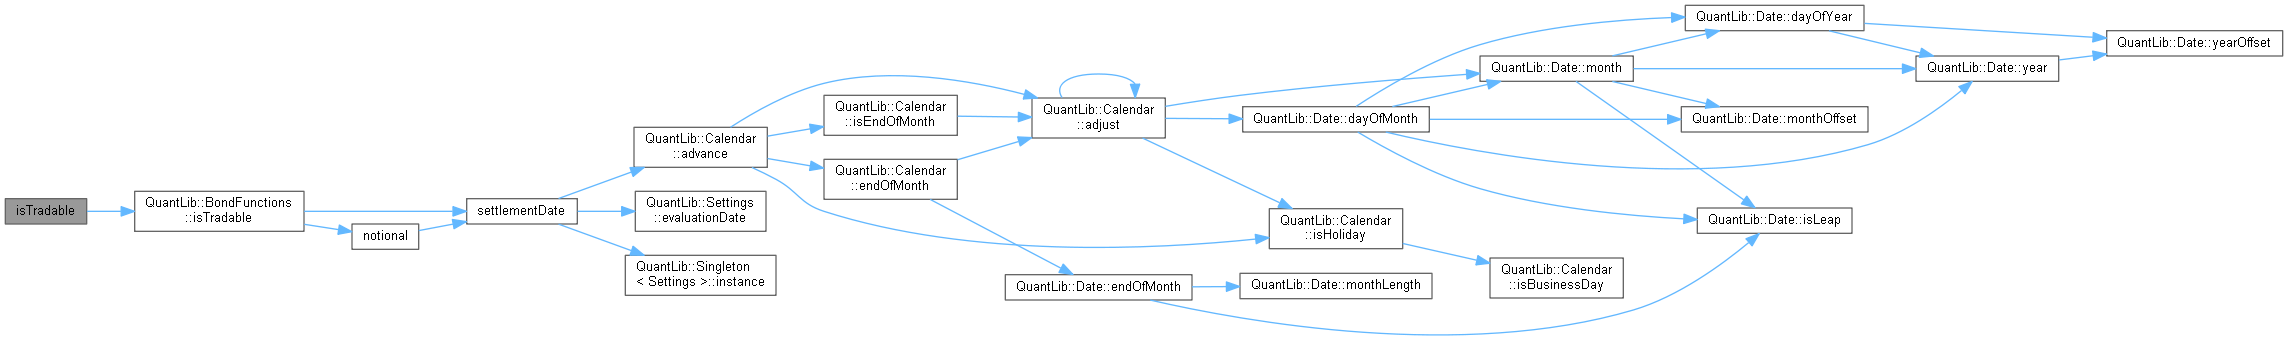 isTradable
QuantLib::BondFunctions
::isTradable
notional
settlementDate
QuantLib::Calendar
::advance
QuantLib::Settings
::evaluationDate
QuantLib::Singleton
< Settings >::instance
QuantLib::Calendar
::isEndOfMonth
QuantLib::Calendar
::endOfMonth
QuantLib::Calendar
::adjust
QuantLib::Date::endOfMonth
QuantLib::Date::dayOfMonth
QuantLib::Calendar
::isHoliday
QuantLib::Date::monthLength
QuantLib::Date::month
QuantLib::Calendar
::isBusinessDay
QuantLib::Date::dayOfYear
QuantLib::Date::monthOffset
QuantLib::Date::isLeap
QuantLib::Date::year
QuantLib::Date::yearOffset